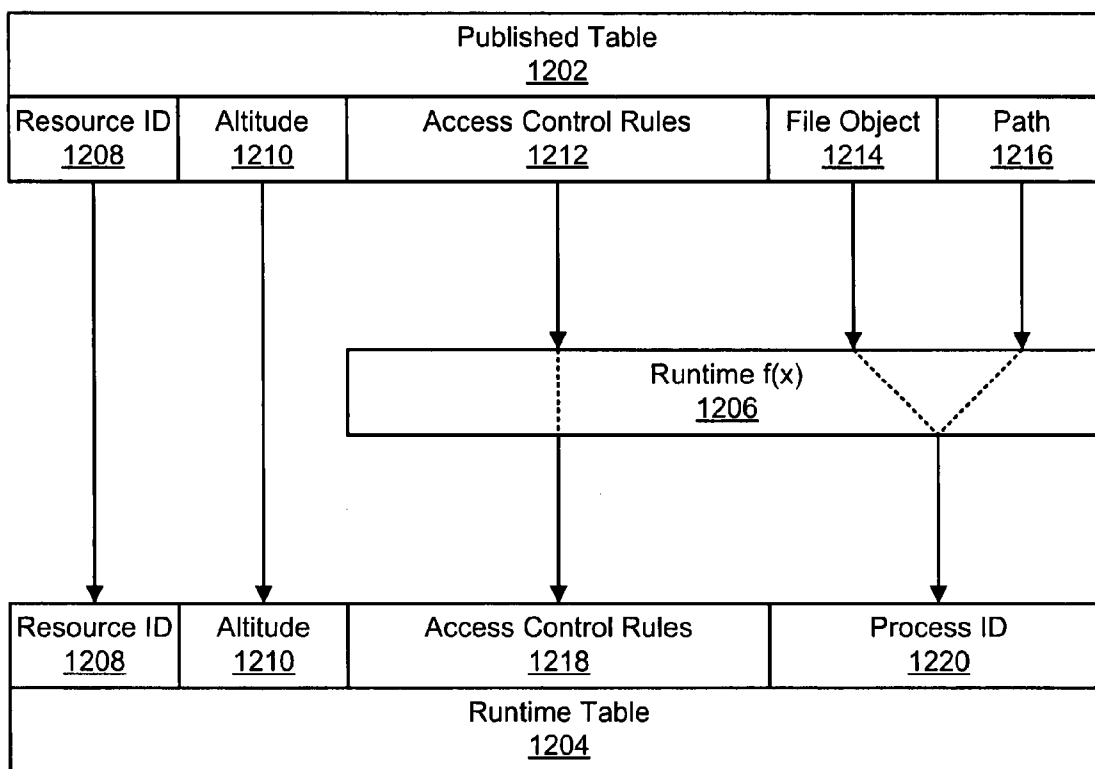 Published Table
1202
Resource ID
1208
Altitude
1210
Access Control Rules
1212
File Object
1214
Path
1216
Runtime f(x)
1206
Resource ID
1208
Altitude
1210
Access Control Rules
1218
Process ID
1220
Runtime Table
1204